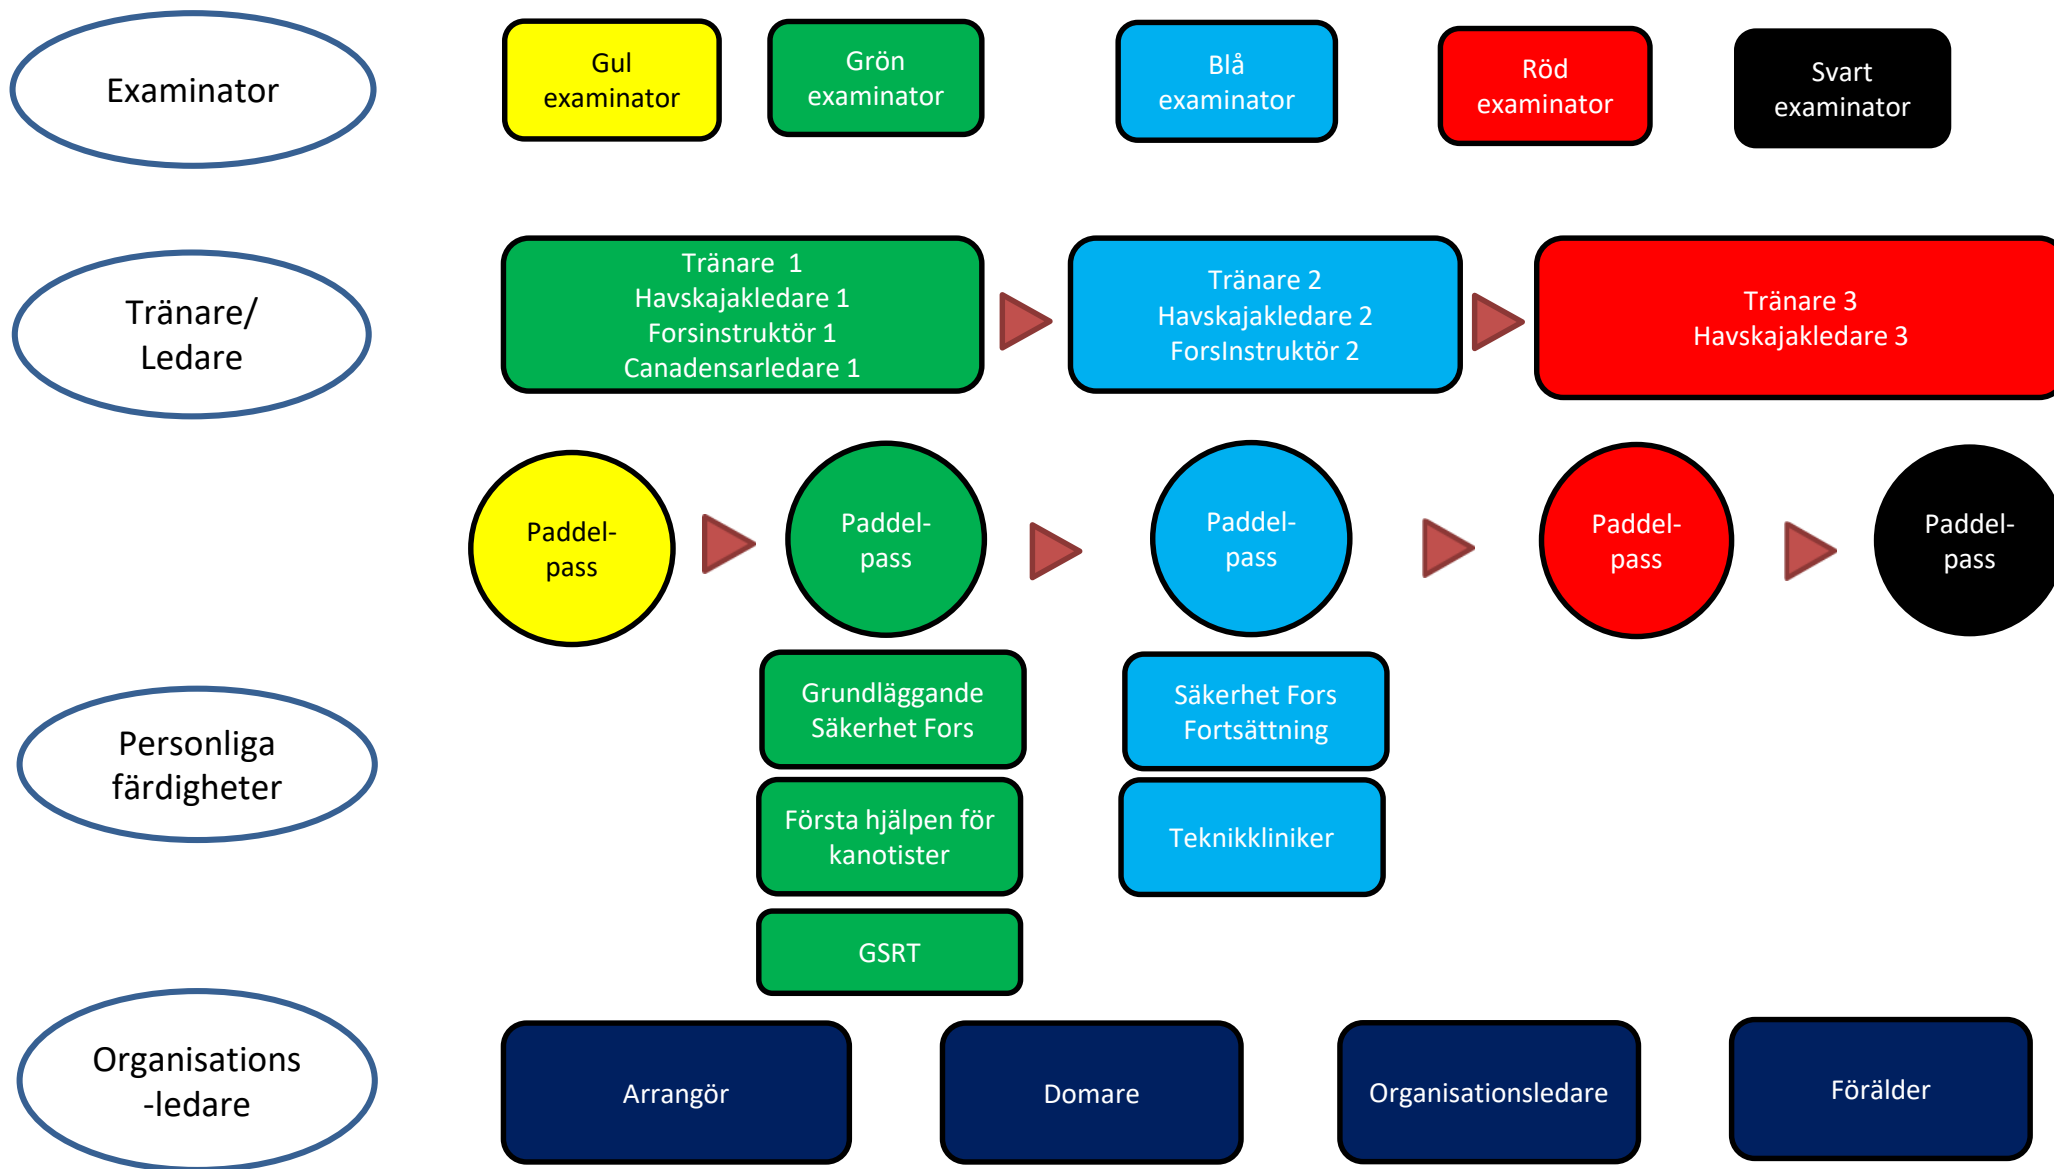 Examinator
Gul
examinator
Grön
examinator
Blå
examinator
Röd
examinator
Svart
examinator
Tränare/
Ledare
Tränare  1
Havskajakledare 1
Forsinstruktör 1
Canadensarledare 1
Tränare 2
Havskajakledare 2
ForsInstruktör 2
Tränare 3
Havskajakledare 3
Paddel-
pass
Paddel-
pass
Paddel-
pass
Paddel-
pass
Paddel-
pass
Personliga
färdigheter
Grundläggande
Säkerhet Fors
Säkerhet Fors
Fortsättning
Första hjälpen för
kanotister
Teknikkliniker
GSRT
Organisations
-ledare
Arrangör
Domare
Organisationsledare
Förälder